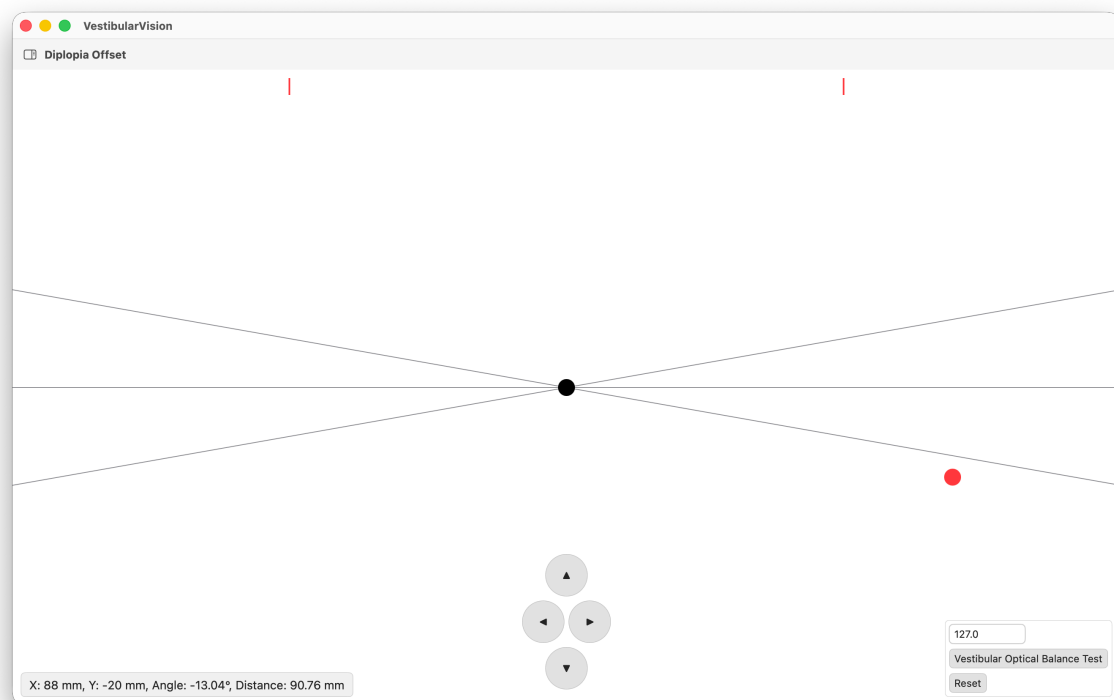 VestibularVision
Diplopia Offset
127.0
Vestibular Optical Balance Test
Reset
X: 88 mm, Y: -20 mm, Angle: -13.04°, Distance: 90.76 mm